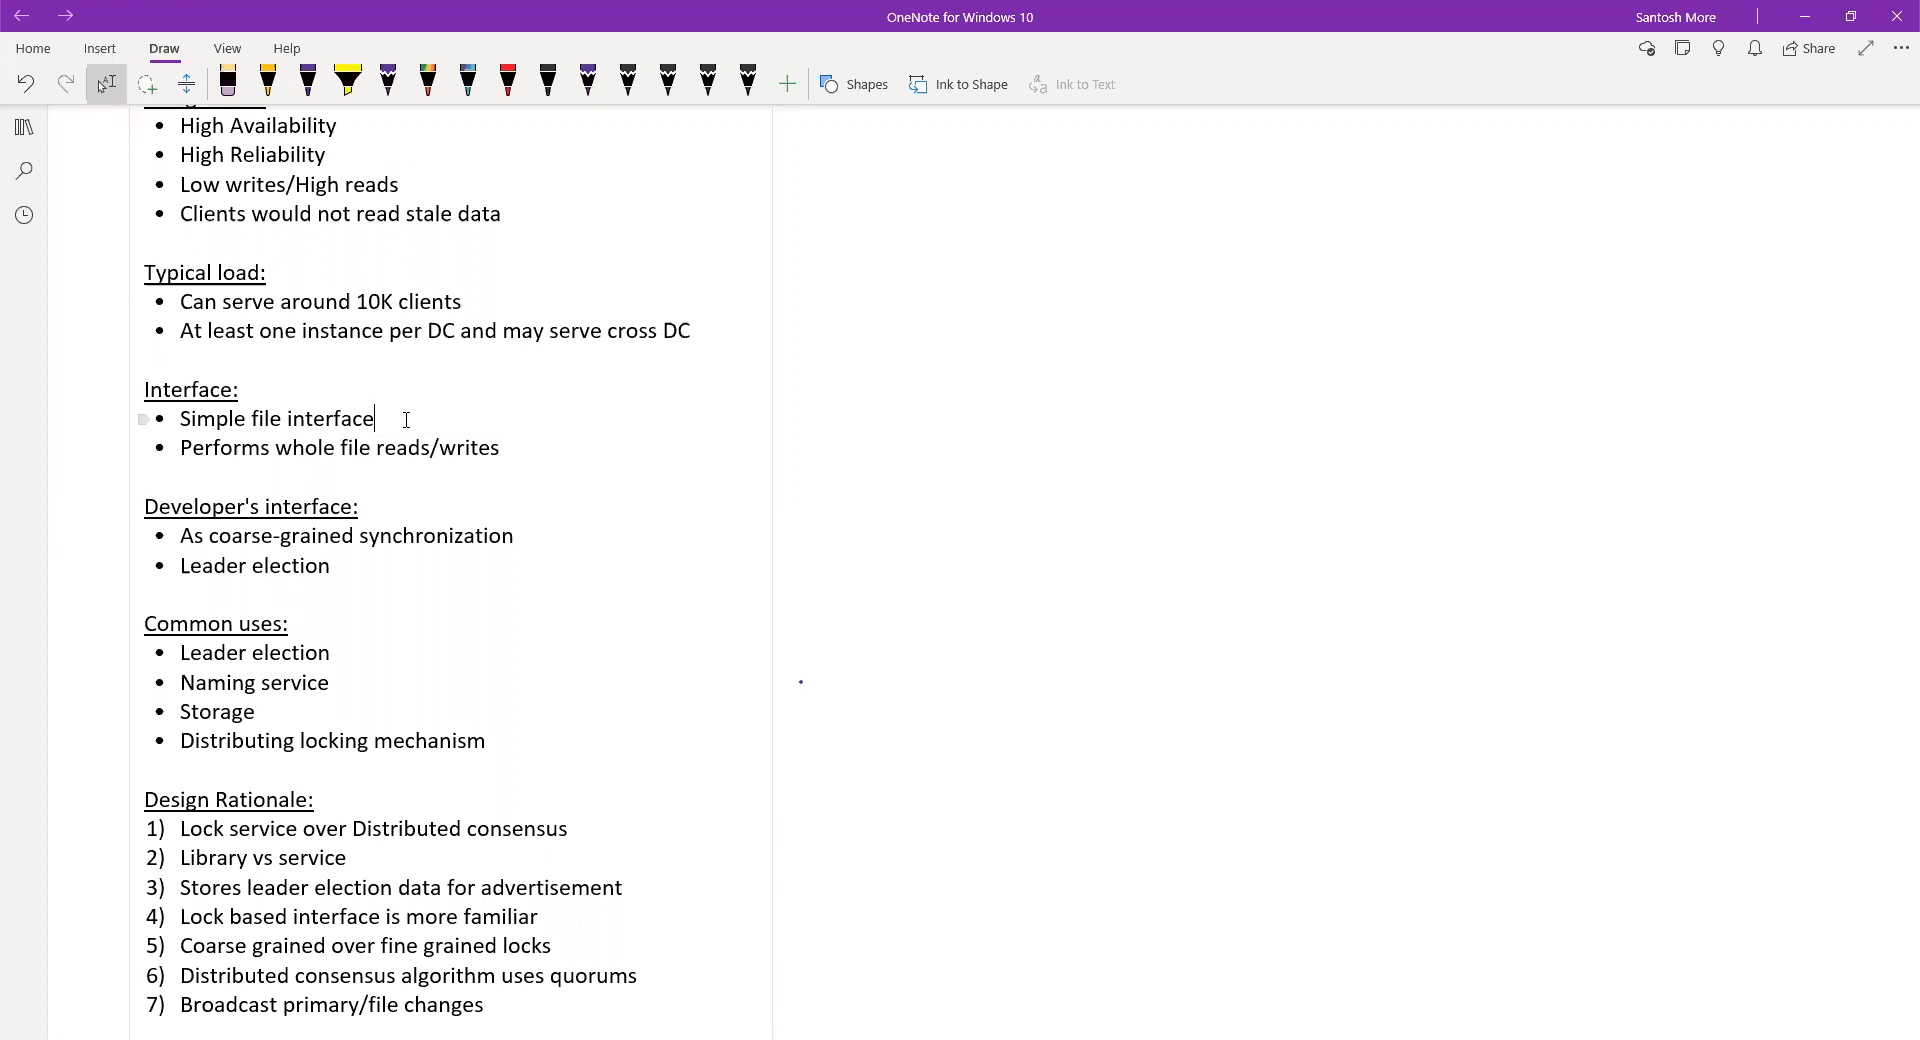 OneNote for Windows 10
Santosh More
Home Insert Draw View Help
Share
Shapes
Ink to Shape
Ink to Text
• High Availability
• High Reliability
• Low writes/High reads
• Clients would not read stale data
Typical load:
• Can serve around 10K clients
• At least one instance per DC and may serve cross DC
Interface:
• Simple file interface
• Performs whole file reads/writes
Developer's interface:
• As coarse-grained synchronization
• Leader election
Common uses:
• Leader election
• Naming service
• Storage
• Distributing locking mechanism
Design Rationale:
1) Lock service over Distributed consensus
2) Library vs service
3) Stores leader election data for advertisement
4) Lock based interface is more familiar
5) Coarse grained over fine grained locks
6) Distributed consensus algorithm uses quorums
7) Broadcast primary/file changes